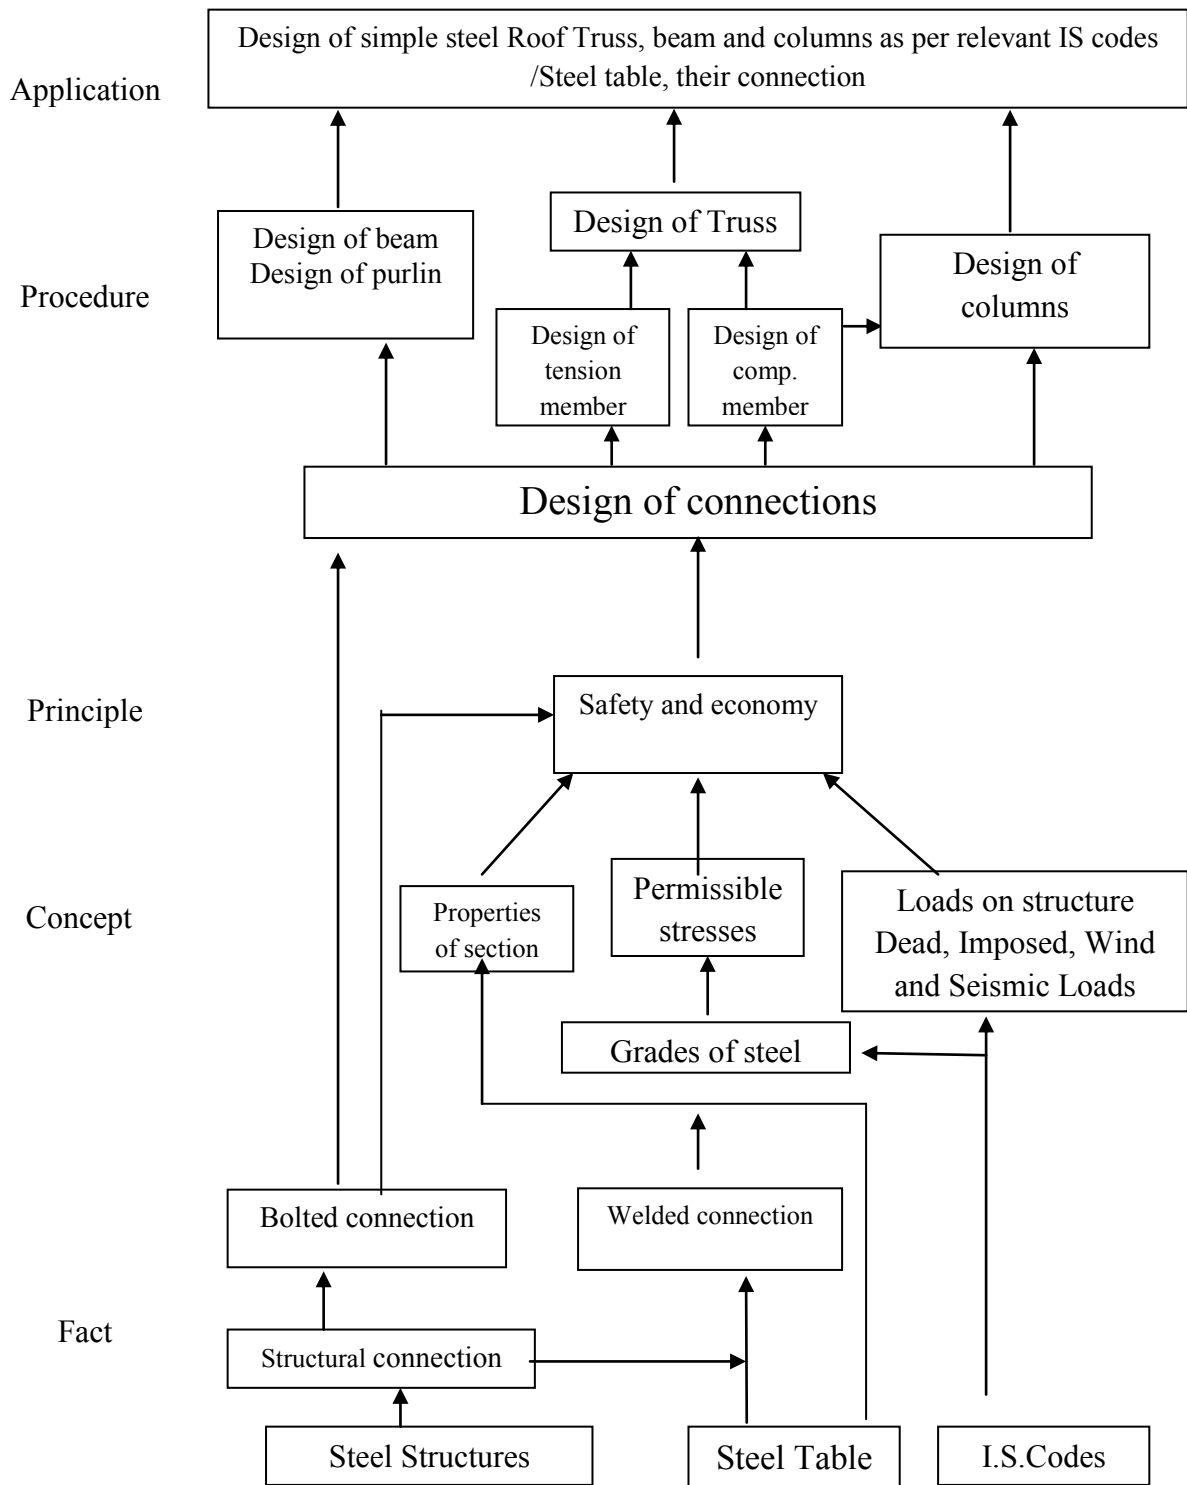 Design of simple steel Roof Truss, beam and columns as per relevant IS codes
/Steel table, their connection
Application
Design of Truss
Design of beam
Design of purlin
Design of
columns
Procedure
Design of
tension
member
Design of
comp.
member
Design of connections
Principle
Safety and economy
Concept
Properties
of section
Permissible
stresses
Loads on structure
Dead, Imposed, Wind
and Seismic Loads
Grades of steel
Bolted connection
Welded connection
Fact
Structural connection
Steel Structures
Steel Table
I.S.Codes